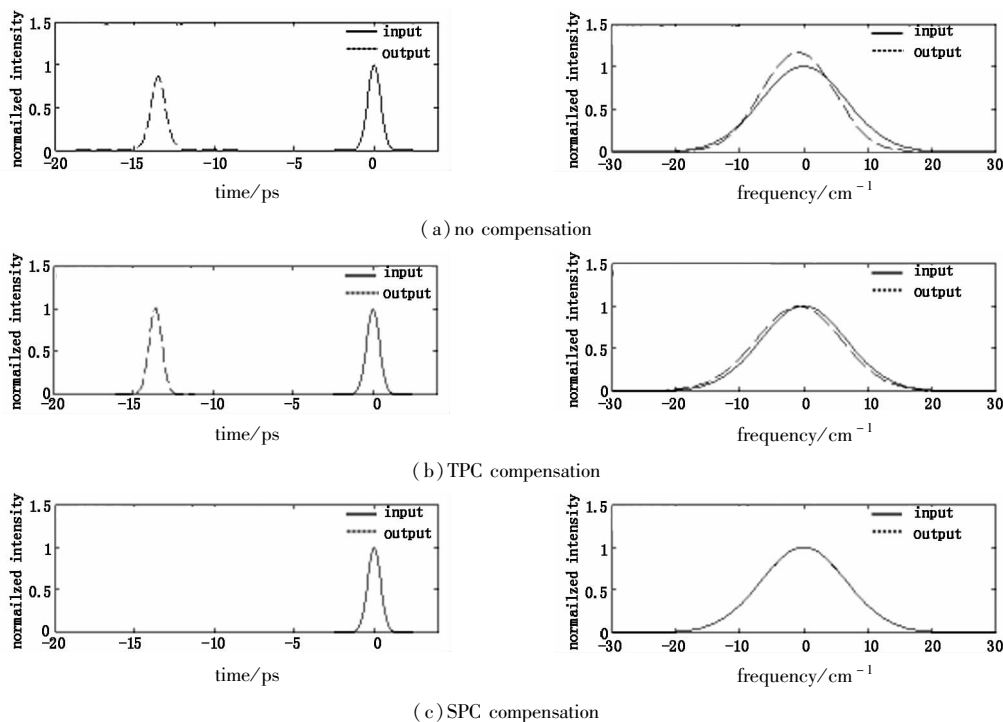 1.5
1
0.5
0
-20
-15
-10
-5
0
normailzed intensity
input
output
time/ps
1.5
1
0.5
0
-30
-20
-10
0
10
20
30
normailzed intensity
input
output
frequency/cm⁻¹
(a) no compensation
1.5
1
0.5
0
-20
-15
-10
-5
0
normailzed intensity
input
output
time/ps
1.5
1
0.5
0
-30
-20
-10
0
10
20
30
normailzed intensity
input
output
frequency/cm⁻¹
(b) TPC compensation
1.5
1
0.5
0
-20
-15
-10
-5
0
normailzed intensity
input
output
time/ps
1.5
1
0.5
0
-30
-20
-10
0
10
20
30
normailzed intensity
input
output
frequency/cm⁻¹
(c) SPC compensation